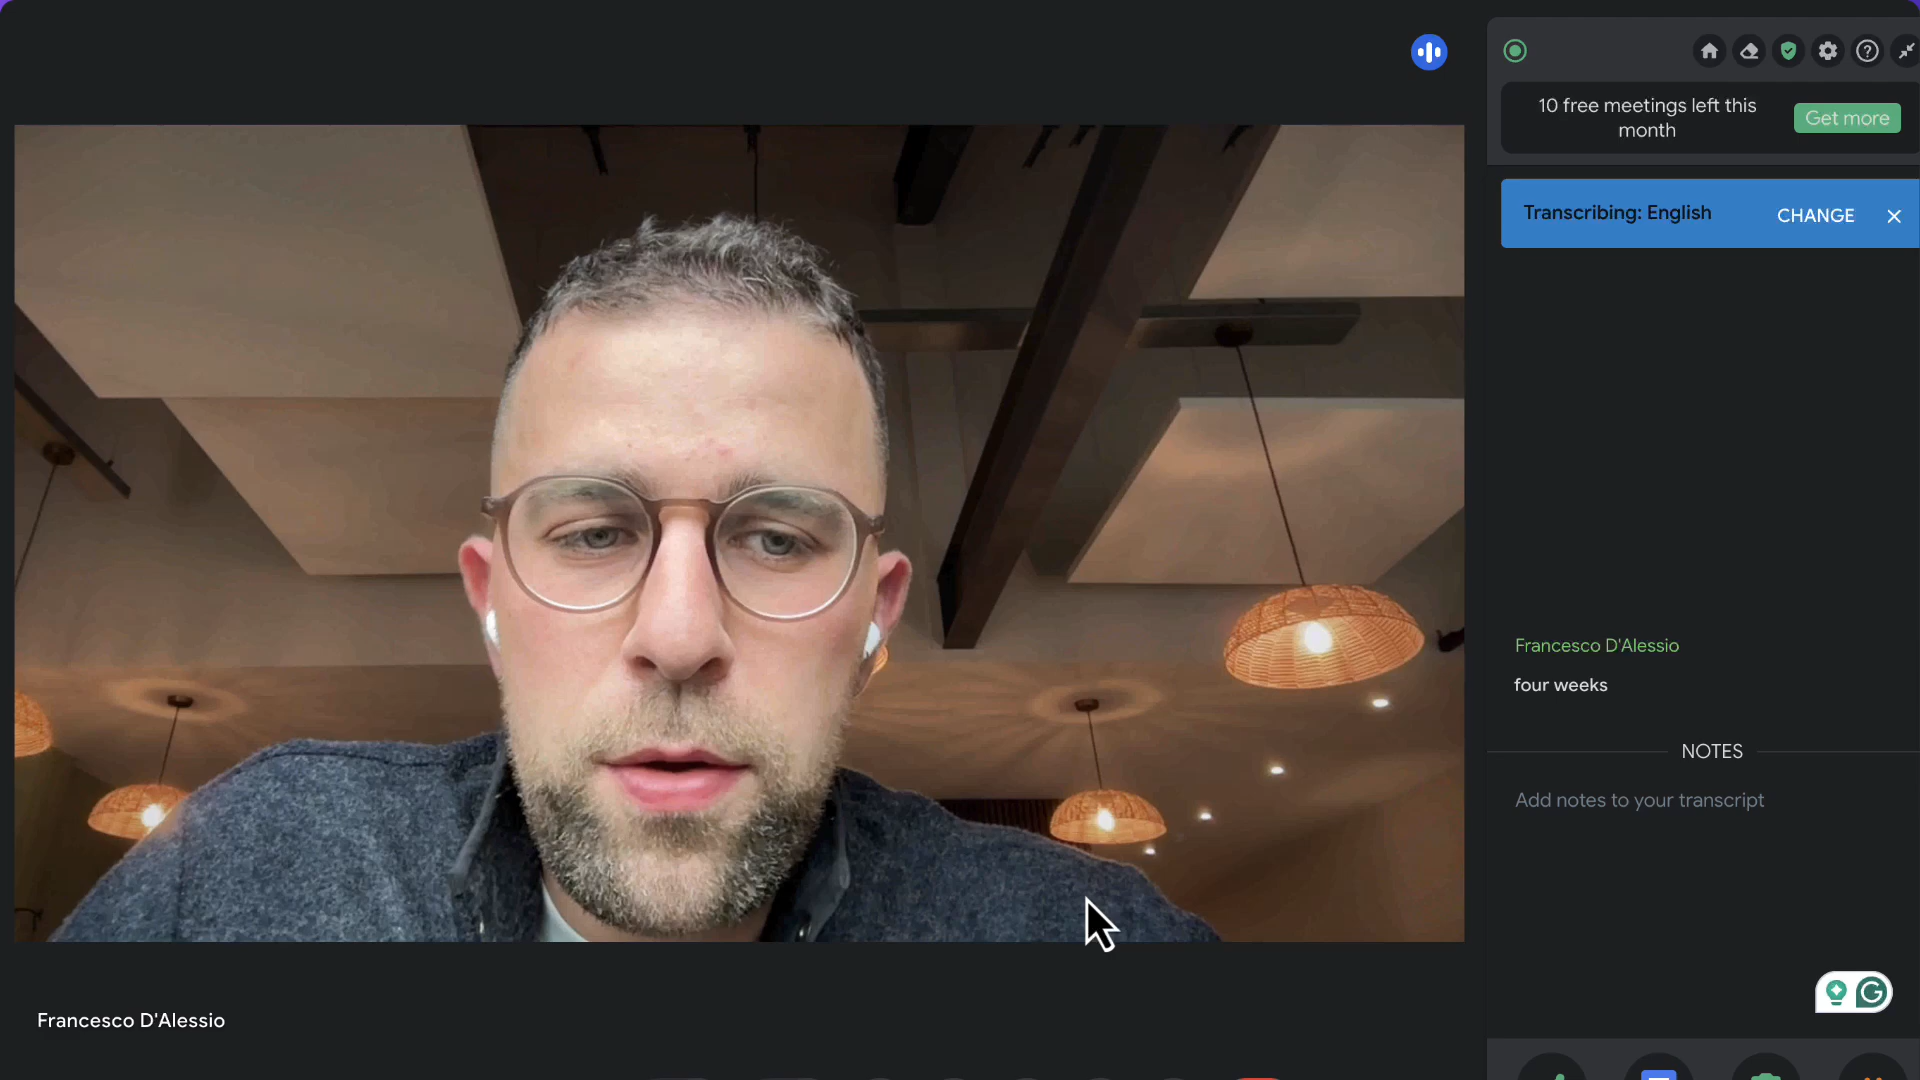 10 free meetings left this
month
Get more
Transcribing: English
CHANGE
Francesco D'Alessio
four weeks
NOTES
Add notes to your transcript
Francesco D'Alessio